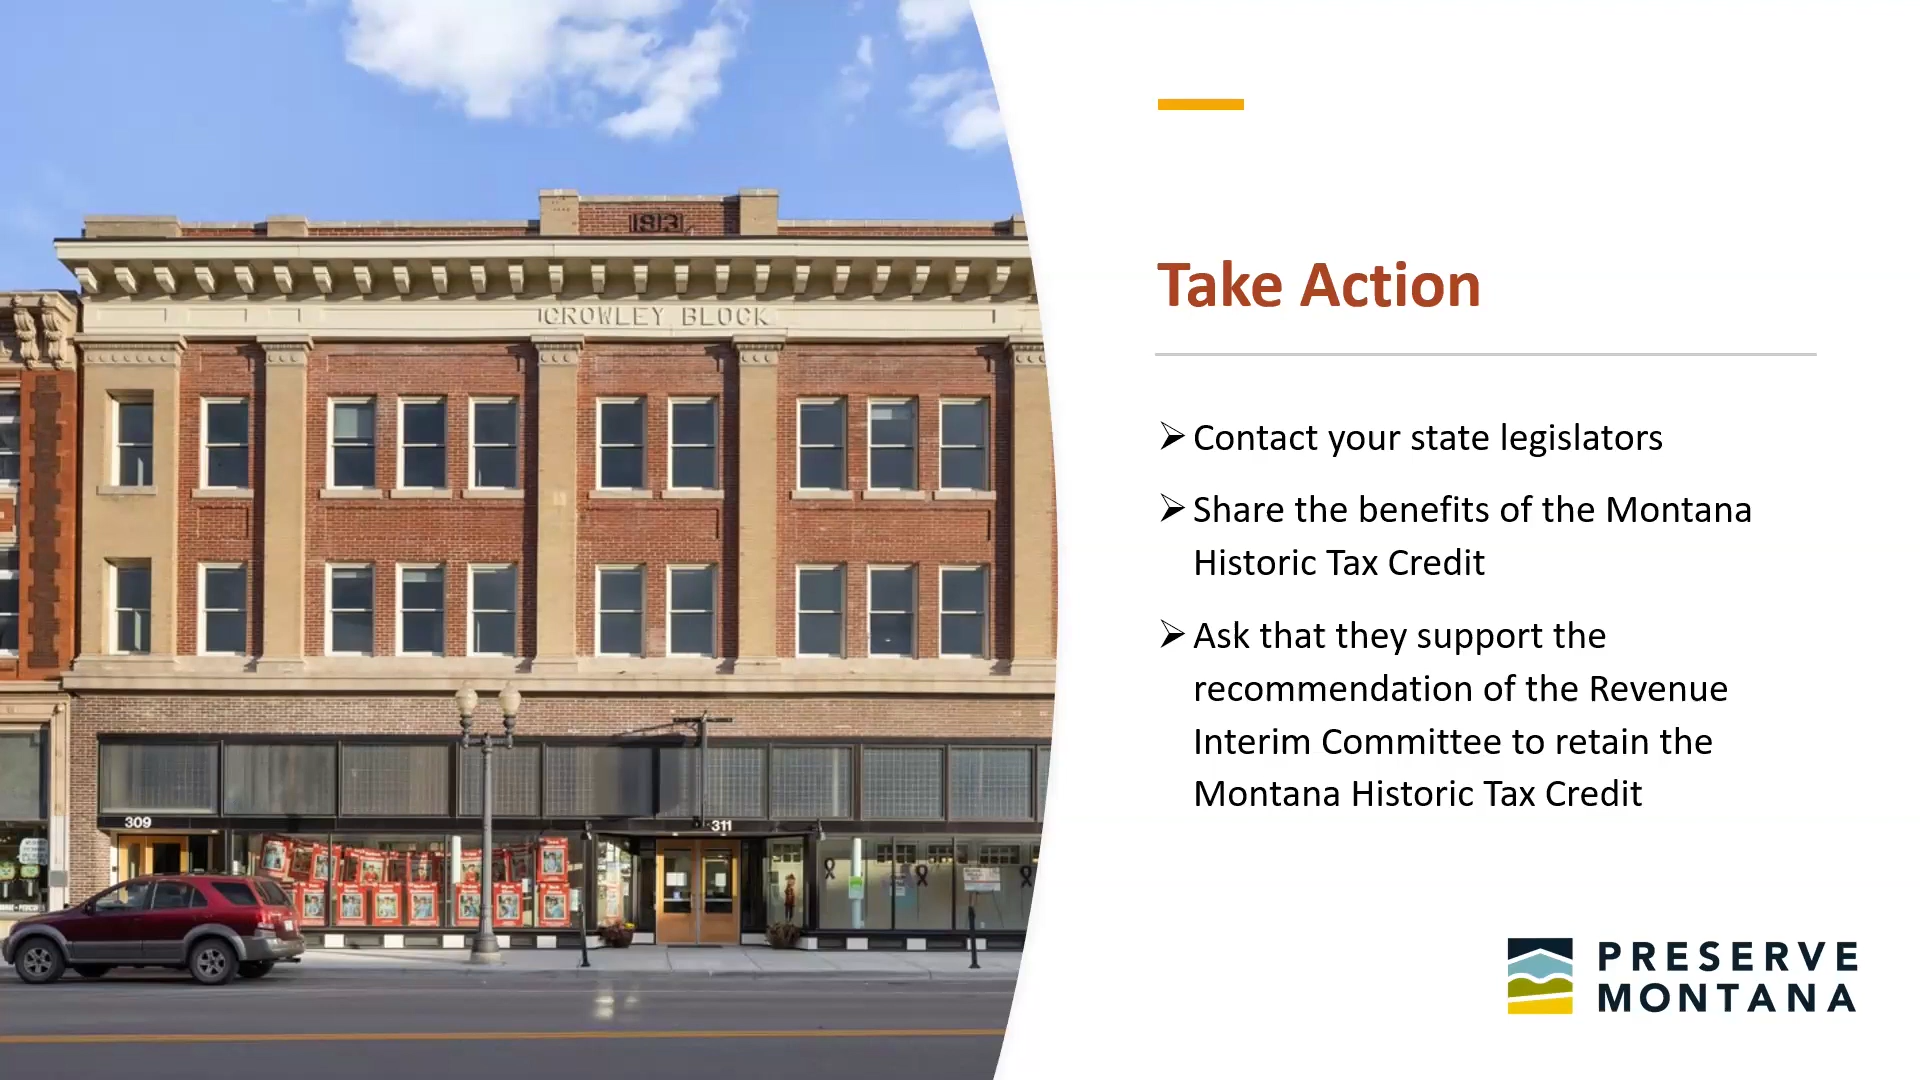 1913
CROWLEY BLOCK
309
311
Take Action
Contact your state legislators
Share the benefits of the Montana
Historic Tax Credit
Ask that they support the
recommendation of the Revenue
Interim Committee to retain the
Montana Historic Tax Credit
PRESERVE
MONTANA